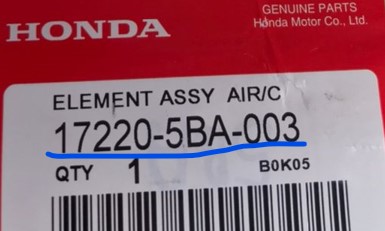 HONDA
GENUINE PARTS
Honda Motor Co., Ltd.
ELEMENT ASSY AIR/C
17220-5BA-003
QTY 1 B0K05